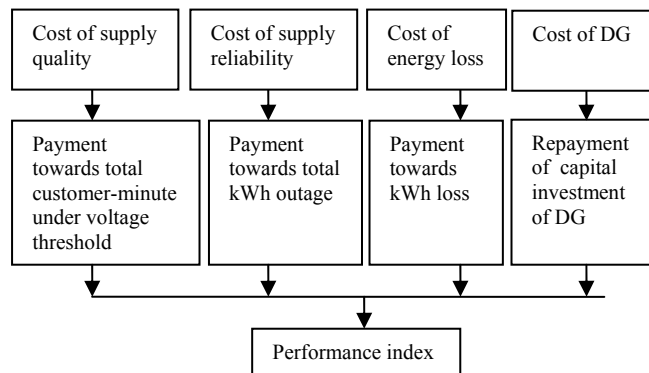 Cost of supply
quality
Cost of supply
reliability
Cost of
energy loss
Cost of DG
Payment
towards total
customer-minute
under voltage
threshold
Payment
towards total
kWh outage
Payment
towards
kWh loss
Repayment
of capital
investment
of DG
Performance index